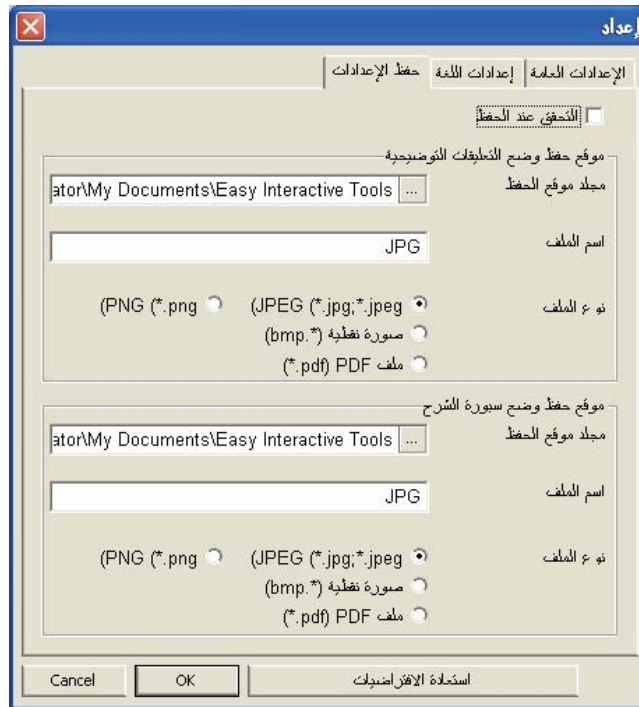 إعداد
الإعدادات العامة إعدادات اللغة حفظ الإعدادات
التحقق عند الحفظ
موقع حفظ وضع التعليقات التوضيحية
مجلد موقع الحفظ ... ator\My Documents\Easy Interactive Tools
اسم الملف JPG
نوع الملف (JPEG (*.jpg;*.jpeg (PNG (*.png
صورة نقطية (*.bmp)
ملف PDF (*.pdf)
موقع حفظ وضع سبورة الشرح
مجلد موقع الحفظ ... ator\My Documents\Easy Interactive Tools
اسم الملف JPG
نوع الملف (JPEG (*.jpg;*.jpeg (PNG (*.png
صورة نقطية (*.bmp)
ملف PDF (*.pdf)
استعادة الافتراضيات OK Cancel